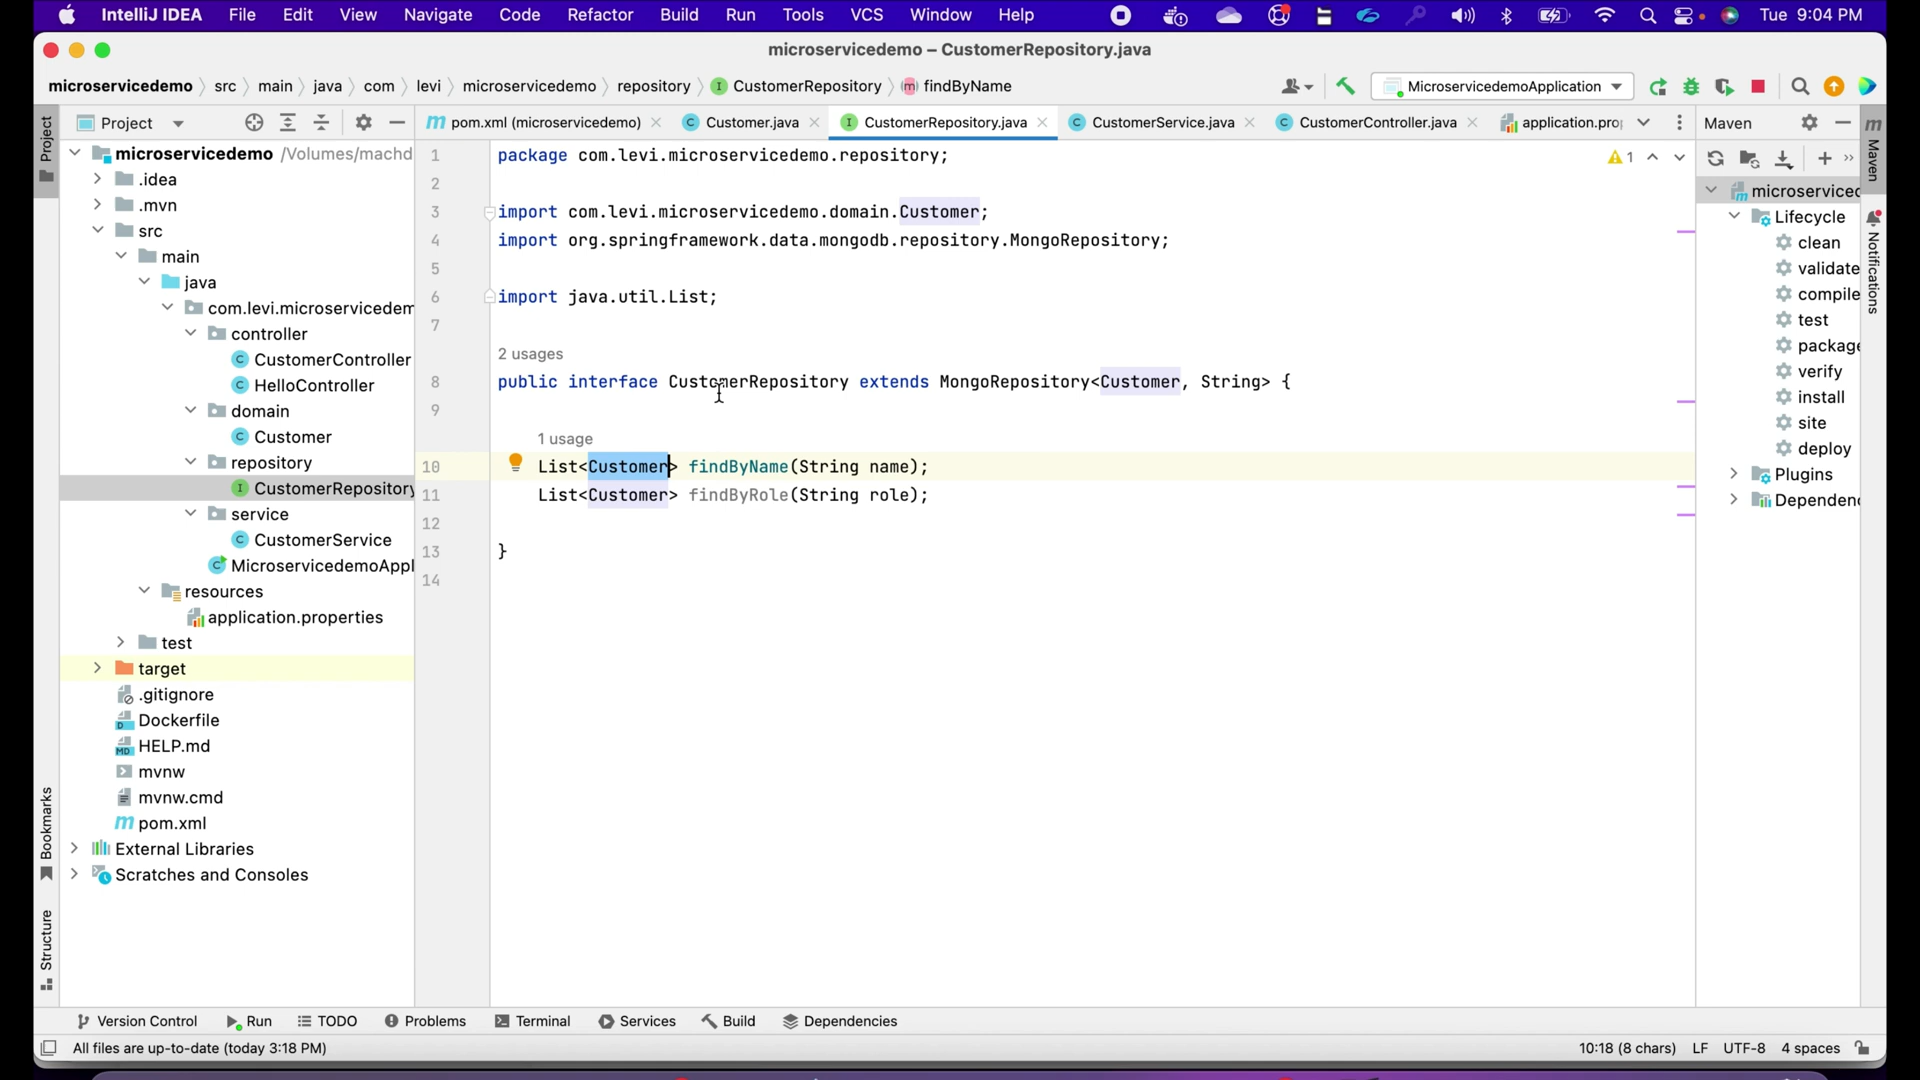 IntelliJ IDEA File Edit View Navigate Code Refactor Build Run Tools VCS Window Help Tue 9:04 PM
microservicedemo – CustomerRepository.java
microservicedemo src main java com levi microservicedemo repository CustomerRepository findByName
MicroservicedemoApplication
Project
Project
pom.xml (microservicedemo) Customer.java CustomerRepository.java CustomerService.java CustomerController.java application.pro
Maven
microservicedemo /Volumes/machd
.idea
.mvn
src
main
java
com.levi.microservicedem
controller
CustomerController
HelloController
domain
Customer
repository
CustomerRepository
service
CustomerService
MicroservicedemoAppl
resources
application.properties
test
target
.gitignore
Dockerfile
HELP.md
mvnw
mvnw.cmd
pom.xml
External Libraries
Scratches and Consoles
Bookmarks
Structure
1 package com.levi.microservicedemo.repository;
2
3 import com.levi.microservicedemo.domain.Customer;
4 import org.springframework.data.mongodb.repository.MongoRepository;
5
6 import java.util.List;
7
2 usages
8 public interface CustomerRepository extends MongoRepository<Customer, String> {
9
1 usage
10 List<Customer> findByName(String name);
11 List<Customer> findByRole(String role);
12
13 }
14
1
microserviced
Lifecycle
clean
validate
compile
test
package
verify
install
site
deploy
Plugins
Dependenc
Maven
Notifications
Version Control Run TODO Problems Terminal Services Build Dependencies
All files are up-to-date (today 3:18 PM)
10:18 (8 chars) LF UTF-8 4 spaces